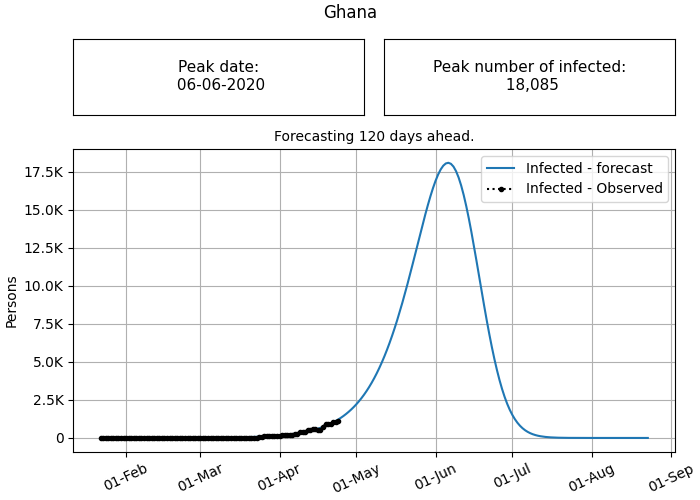 Ghana
Peak date:
06-06-2020
Peak number of infected:
18,085
Forecasting 120 days ahead.
Infected - forecast
Infected - Observed
Persons
17.5K
15.0K
12.5K
10.0K
7.5K
5.0K
2.5K
0
01-Feb
01-Mar
01-Apr
01-May
01-Jun
01-Jul
01-Aug
01-Sep